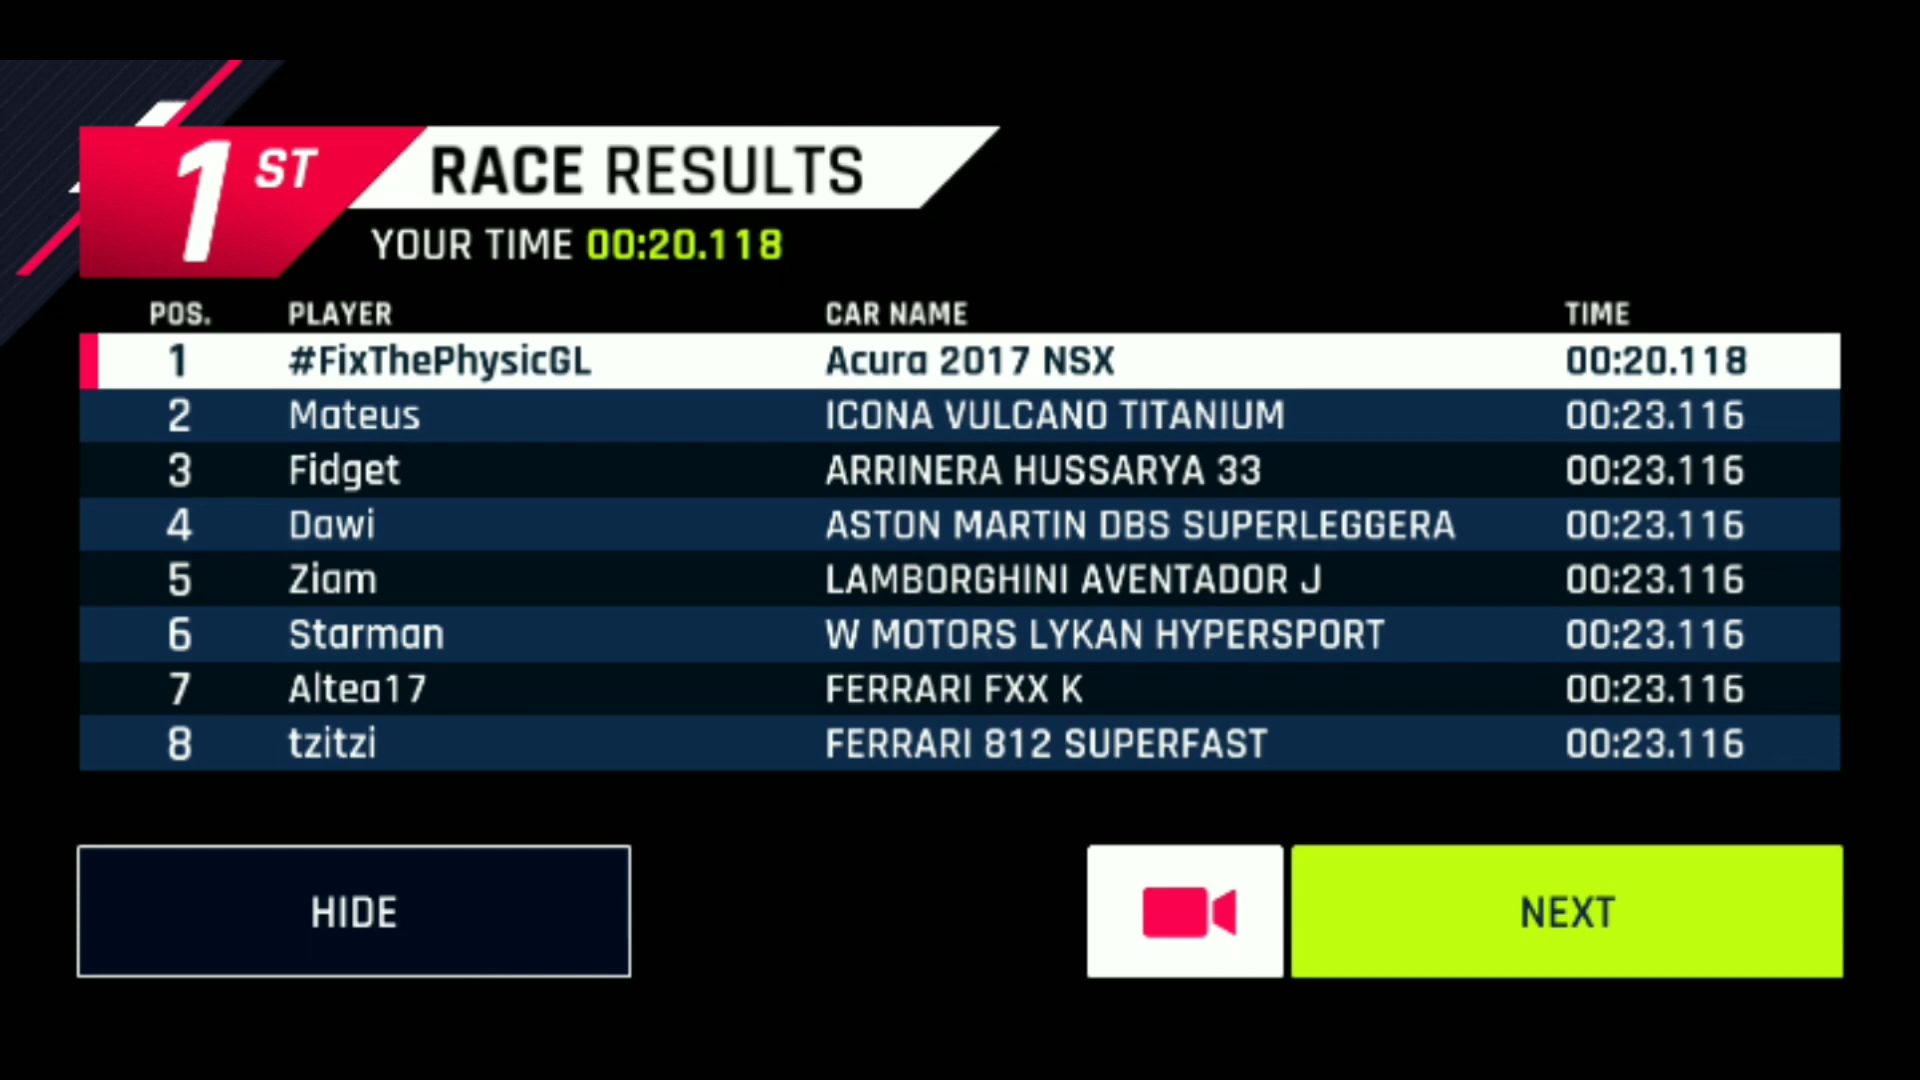 1 ST
RACE RESULTS
YOUR TIME 00:20.118
POS. PLAYER CAR NAME TIME
1 #FixThePhysicGL Acura 2017 NSX 00:20.118
2 Mateus ICONA VULCANO TITANIUM 00:23.116
3 Fidget ARRINERA HUSSARYA 33 00:23.116
4 Dawi ASTON MARTIN DBS SUPERLEGGERA 00:23.116
5 Ziam LAMBORGHINI AVENTADOR J 00:23.116
6 Starman W MOTORS LYKAN HYPERSPORT 00:23.116
7 Altea17 FERRARI FXX K 00:23.116
8 tzitzi FERRARI 812 SUPERFAST 00:23.116
HIDE NEXT